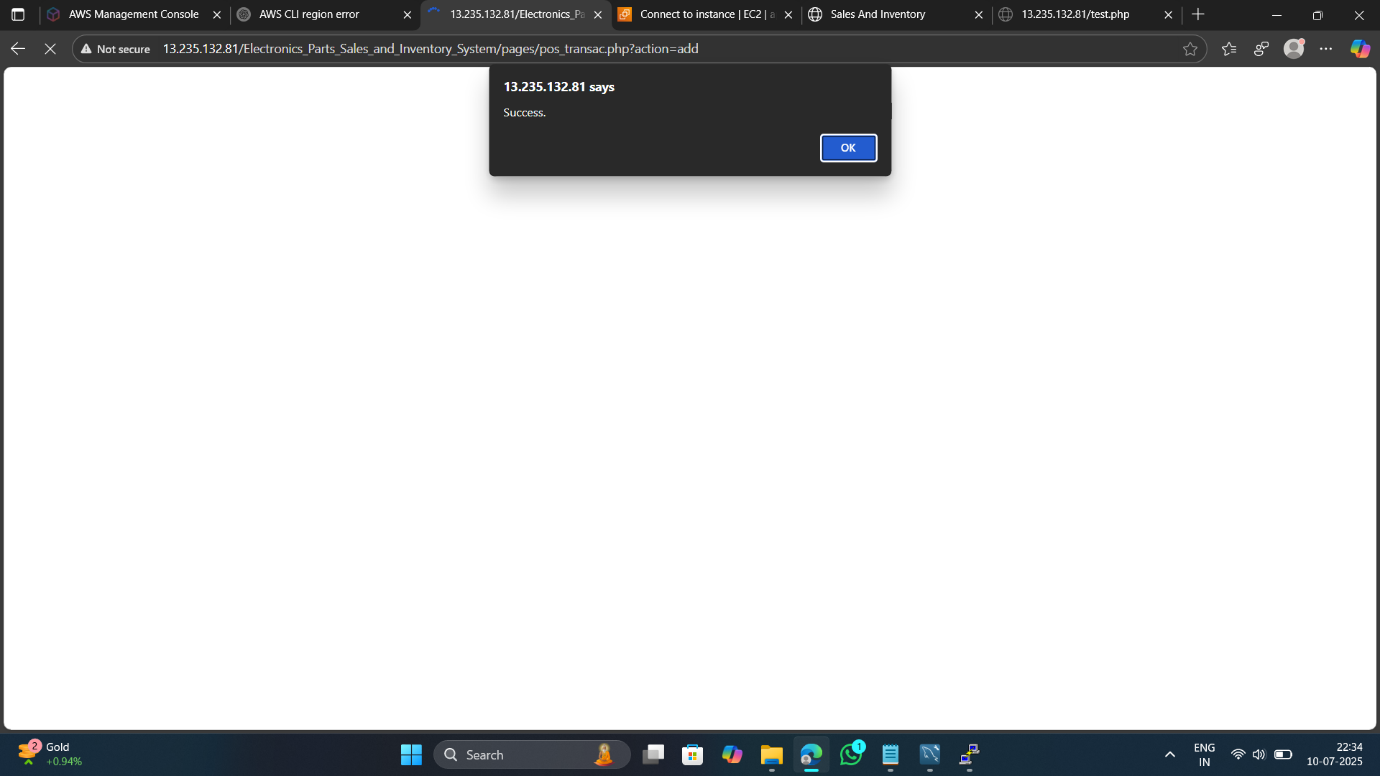 AWS Management Console
AWS CLI region error
13.235.132.81/Electronics_Pa
Connect to instance | EC2 | a
Sales And Inventory
13.235.132.81/test.php
Not secure
13.235.132.81/Electronics_Parts_Sales_and_Inventory_System/pages/pos_transac.php?action=add
13.235.132.81 says
Success.
OK
2
Gold
+0.94%
Search
1
ENG
IN
22:34
10-07-2025